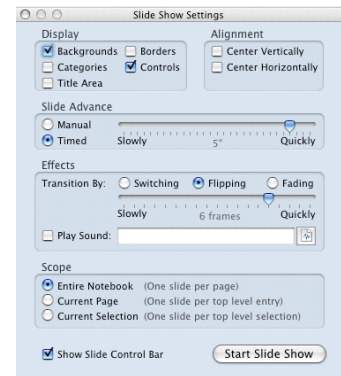 Slide Show Settings
Display
Alignment
Backgrounds Borders
Center Vertically
Categories Controls
Center Horizontally
Title Area
Slide Advance
Manual
Timed Slowly 5" Quickly
Effects
Transition By: Switching Flipping Fading
Slowly 6 frames Quickly
Play Sound:
Scope
Entire Notebook (One slide per page)
Current Page (One slide per top level entry)
Current Selection (One slide per top level selection)
Show Slide Control Bar Start Slide Show